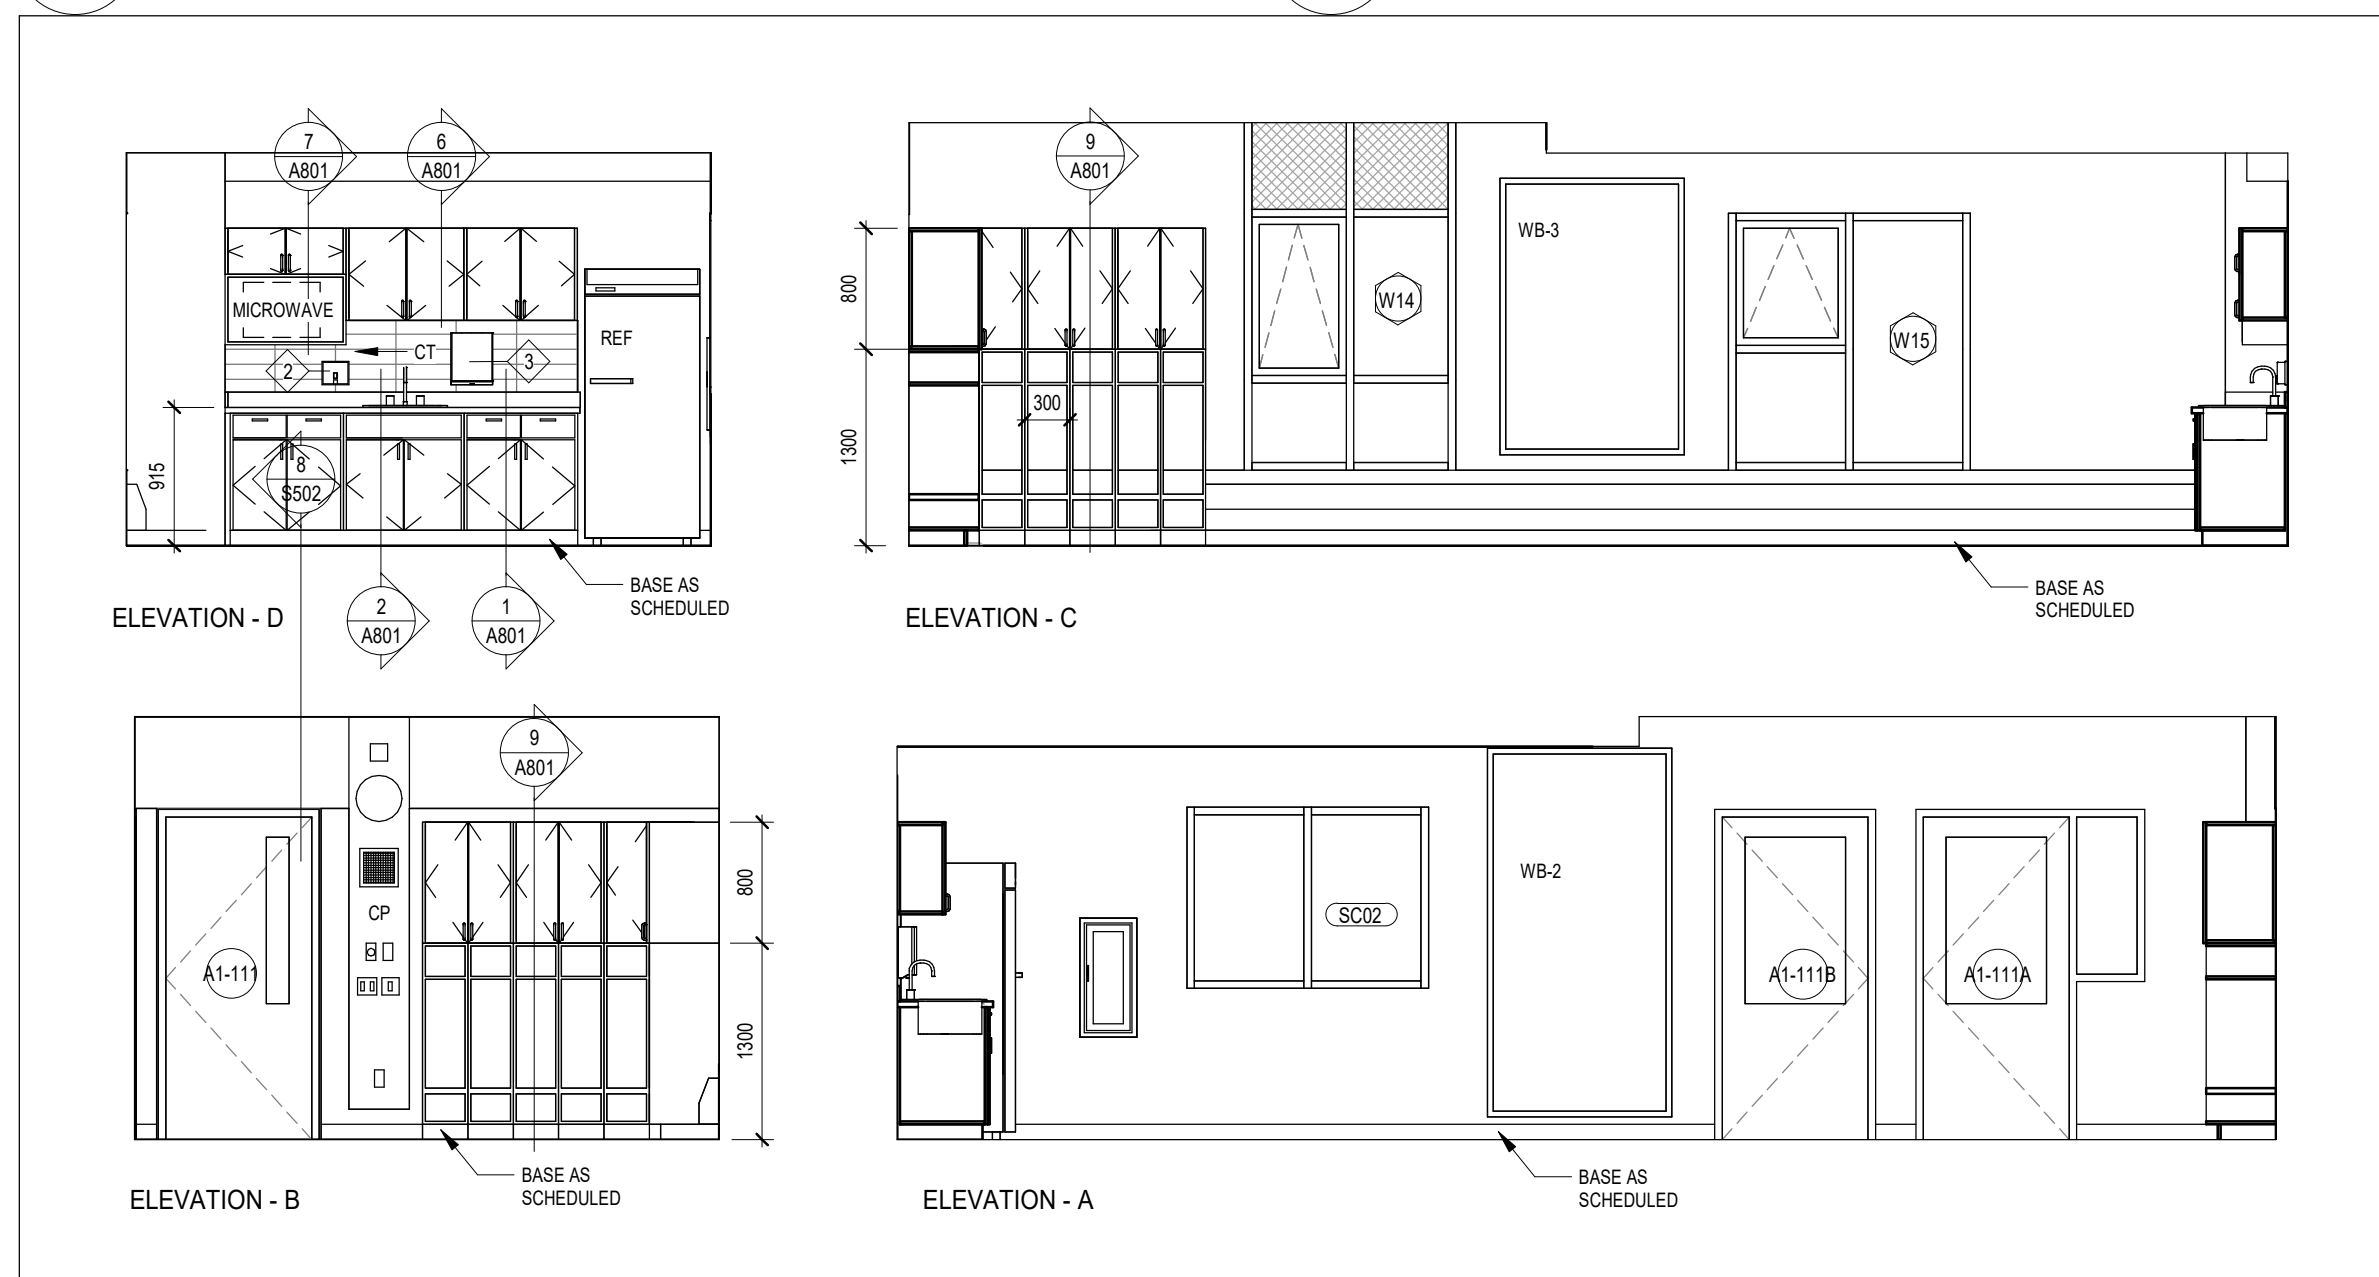 7
A801
6
A801
MICROWAVE
CT
2
3
REF
915
8
S502
BASE AS
SCHEDULED
ELEVATION - D
2
A801
1
A801
9
A801
800
1300
300
W14
WB-3
W15
BASE AS
SCHEDULED
ELEVATION - C
9
A801
CP
A1-111
800
1300
BASE AS
SCHEDULED
ELEVATION - B
SC02
WB-2
A1-111B
A1-111A
BASE AS
SCHEDULED
ELEVATION - A